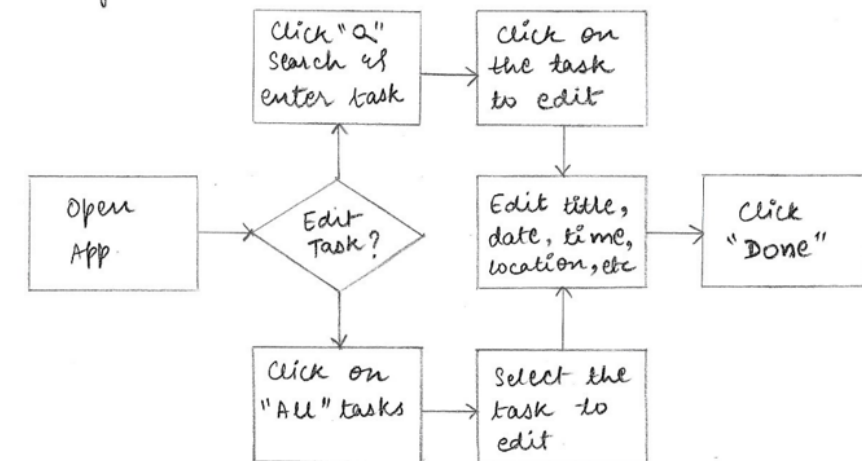 Open
App
Edit
Task?
Click "Q"
Search &
enter task
Click on
the task
to edit
Click on
"All" tasks
Select the
task to
edit
Edit title,
date, time,
location, etc
Click
"Done"